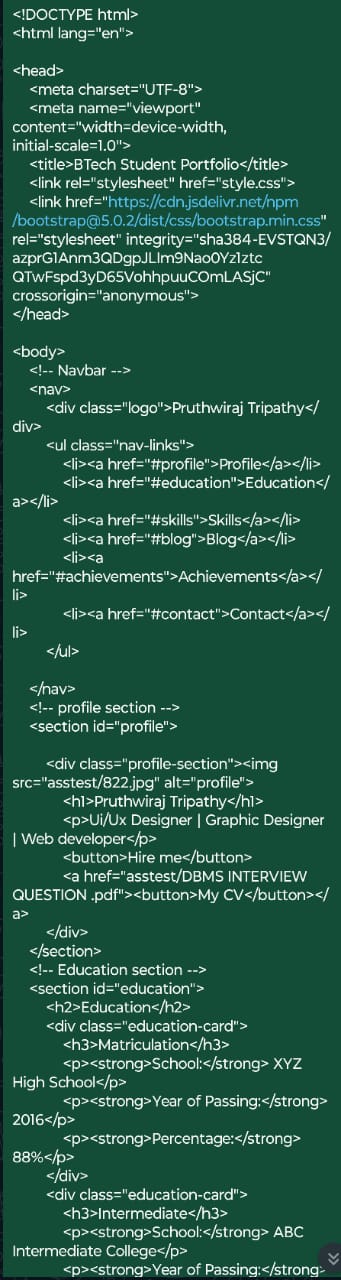 <!DOCTYPE html>
<html lang="en">
<head>
<meta charset="UTF-8">
<meta name="viewport"
content="width=device-width,
initial-scale=1.0">
<title>BTech Student Portfolio</title>
<link rel="stylesheet" href="style.css">
<link href="https://cdn.jsdelivr.net/npm
/bootstrap@5.0.2/dist/css/bootstrap.min.css"
rel="stylesheet" integrity="sha384-EVSTQN3/
azprG1Anm3QDgpJLIm9Nao0Yz1ztc
QTwFspd3yD65VohhpuuCOmLASjC"
crossorigin="anonymous">
</head>
<body>
<!-- Navbar -->
<nav>
<div class="logo">Pruthwiraj Tripathy</
div>
<ul class="nav-links">
<li><a href="#profile">Profile</a></li>
<li><a href="#education">Education</
a></li>
<li><a href="#skills">Skills</a></li>
<li><a href="#blog">Blog</a></li>
<li><a
href="#achievements">Achievements</a></
li>
<li><a href="#contact">Contact</a></
li>
</ul>
</nav>
<!-- profile section -->
<section id="profile">
<div class="profile-section"><img
src="asstest/822.jpg" alt="profile">
<h1>Pruthwiraj Tripathy</h1>
<p>Ui/Ux Designer | Graphic Designer
| Web developer</p>
<button>Hire me</button>
<a href="asstest/DBMS INTERVIEW
QUESTION .pdf"><button>My CV</button></
a>
</div>
</section>
<!-- Education section -->
<section id="education">
<h2>Education</h2>
<div class="education-card">
<h3>Matriculation</h3>
<p><strong>School:</strong> XYZ
High School</p>
<p><strong>Year of Passing:</strong>
2016</p>
<p><strong>Percentage:</strong>
88%</p>
</div>
<div class="education-card">
<h3>Intermediate</h3>
<p><strong>School:</strong> ABC
Intermediate College</p>
<p><strong>Year of Passing:</strong>